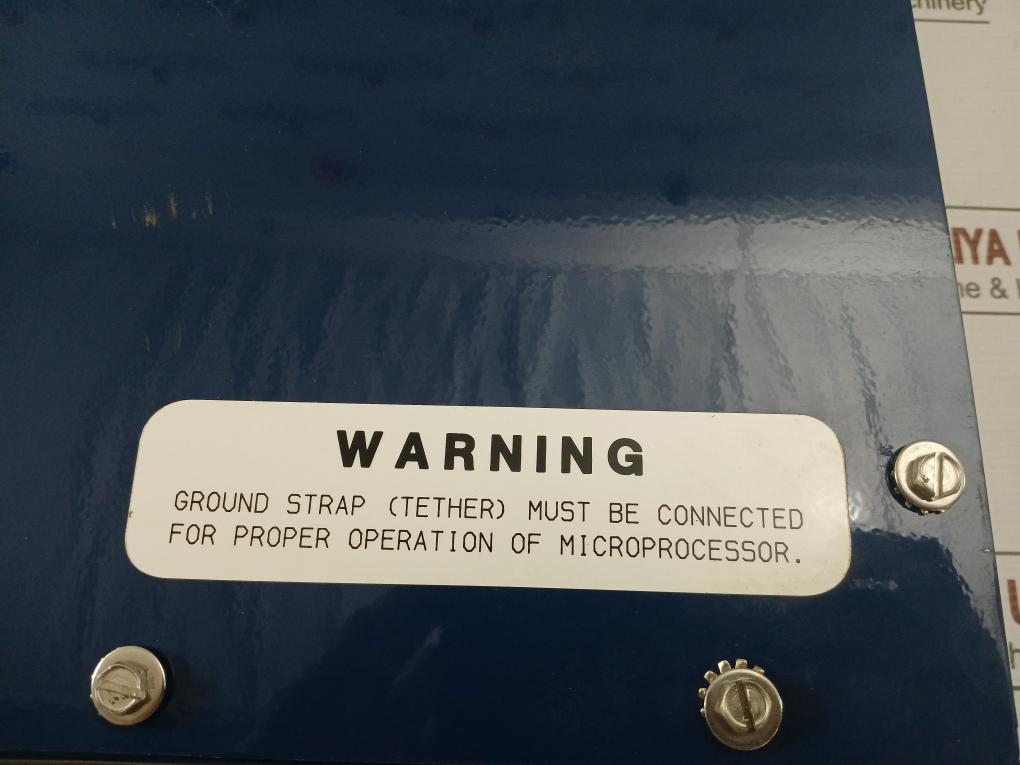 WARNING
GROUND STRAP (TETHER) MUST BE CONNECTED
FOR PROPER OPERATION OF MICROPROCESSOR.